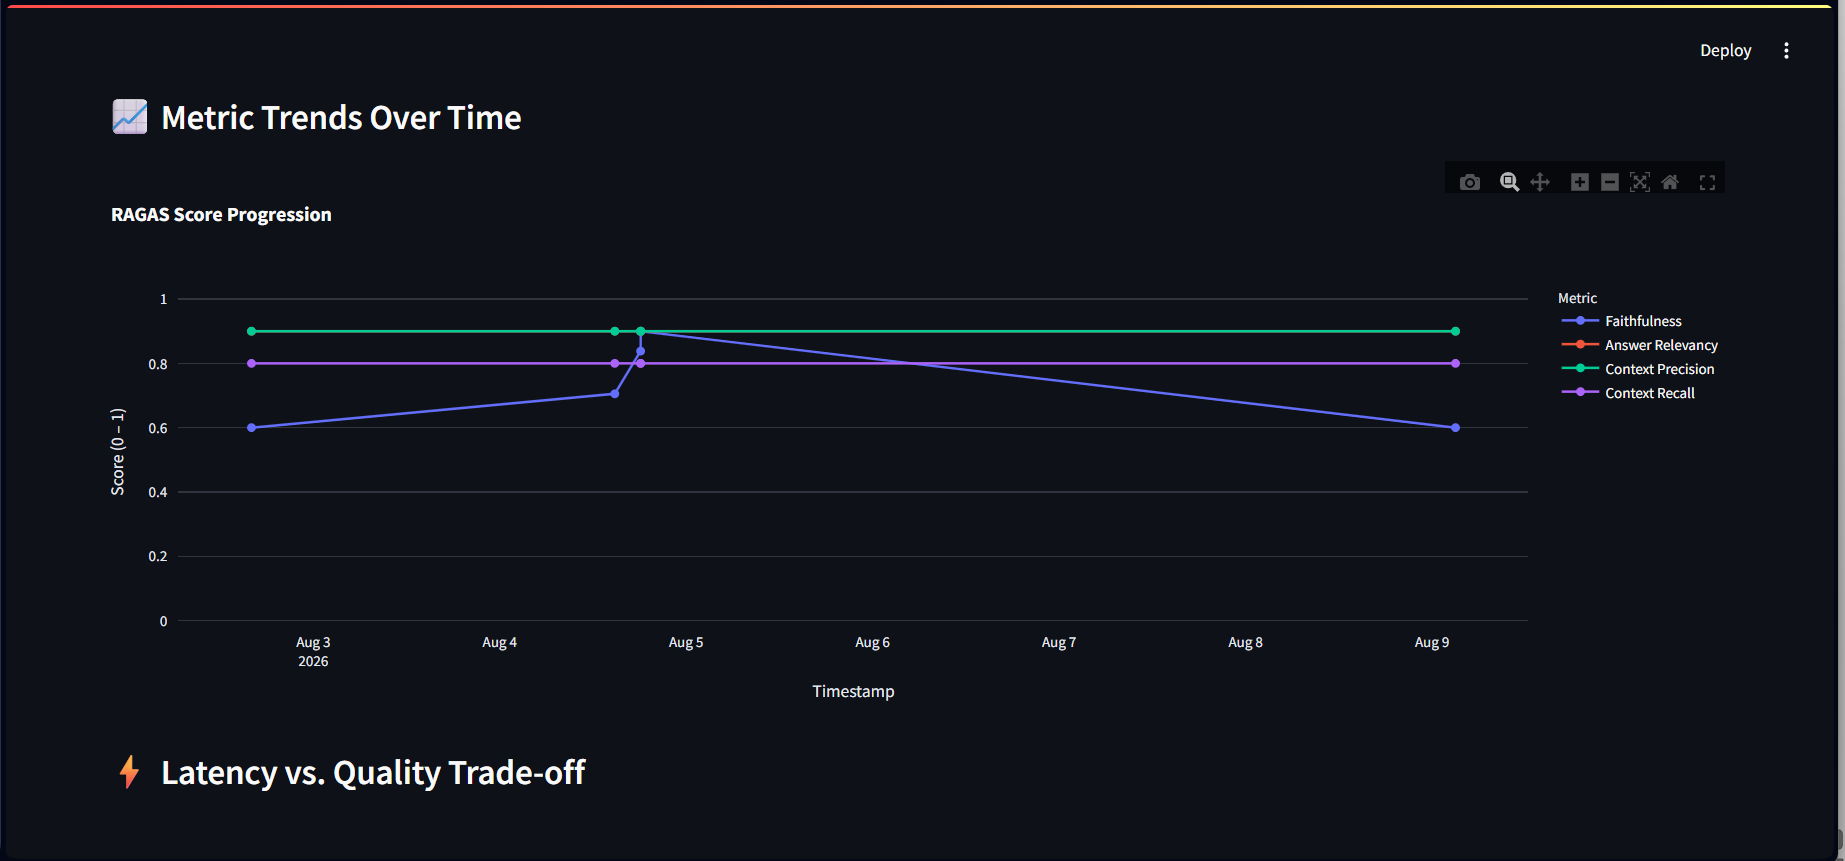 Deploy
Metric Trends Over Time
RAGAS Score Progression
1
0.8
0.6
0.4
0.2
0
Score (0 – 1)
Aug 3
2026
Aug 4
Aug 5
Aug 6
Aug 7
Aug 8
Aug 9
Timestamp
Metric
Faithfulness
Answer Relevancy
Context Precision
Context Recall
Latency vs. Quality Trade-off